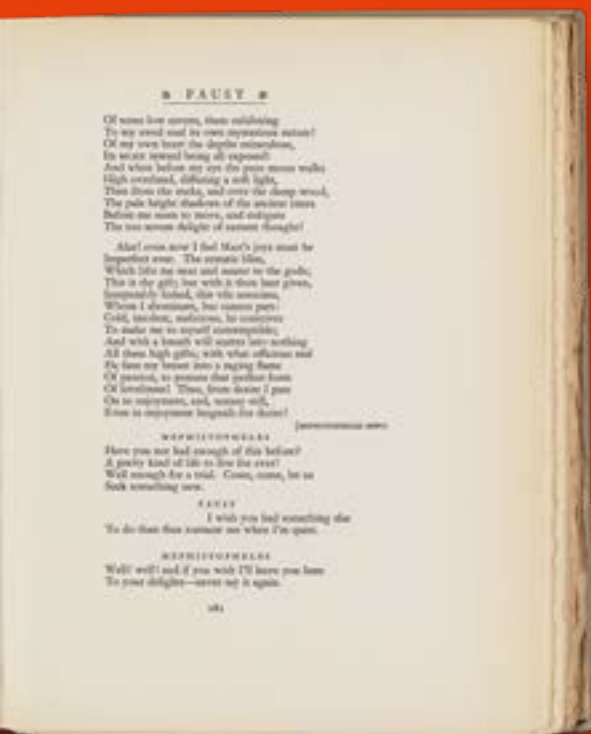 FAUST
Of some low cavern, there exhibiting
To my awed soul its own mysterious nature!
Of my own heart the depths miraculous,
Its secret inward being all exposed!
And when before my eye the pure moon walks
High overhead, diffusing a soft light,
Then from the rocks, and over the damp wood,
The pale bright shadows of the ancient times
Before me seem to move, and mitigate
The too severe delight of earnest thought!
Alas! even now I feel Man's joys must be
Imperfect ever. The ecstatic bliss,
Which lifts me near and nearer to the gods,
This is thy gift; but with it thou hast given,
Inseparably linked, this vile associate,
Whom I abominate, but cannot part:
Cold, insolent, malicious, he contrives
To make me to myself contemptible;
And with a breath will scatter into nothing
All these high gifts; with what officious zeal
He fans my breast into a raging flame
Of passion, to possess that perfect form
Of loveliness! Thus, from desire I pass
On to enjoyment, and, uneasy still,
Even in enjoyment languish for desire!
[MEPHISTOPHELES
MEPHISTOPHELES
Have you not had enough of this before?
A pretty kind of life to live for ever!
Well enough for a trial. Come, come, let us
Seek something new.
FAUST
I wish you had something else
To do than thus torment me when I'm quiet.
MEPHISTOPHELES
Well! well! and if you wish I'll leave you here
To your delights—never say it again.